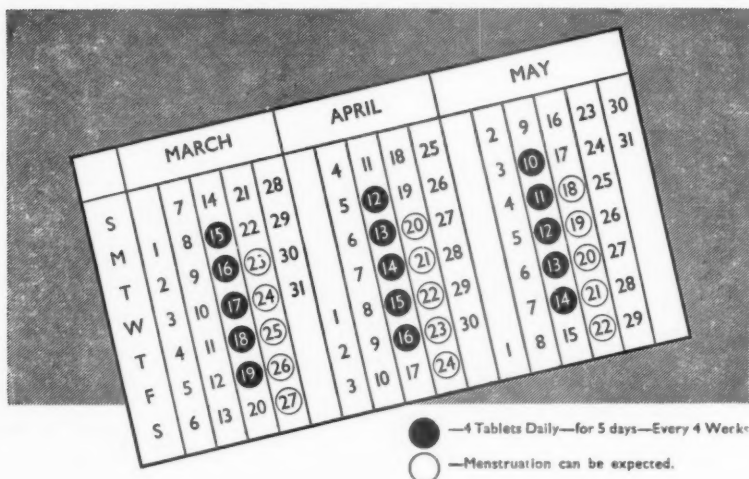 MARCH APRIL MAY
S 7 14 21 28 4 11 18 25 2 9 16 23 30
M 1 8 15 22 29 5 12 19 26 3 10 17 24 31
T 2 9 16 23 30 6 13 20 27 4 11 18 25
W 3 10 17 24 31 7 14 21 28 5 12 19 26
T 4 11 18 25 1 8 15 22 29 6 13 20 27
F 5 12 19 26 2 9 16 23 30 7 14 21 28
S 6 13 20 27 3 10 17 24 1 8 15 22 29
—4 Tablets Daily—for 5 days—Every 4 Weeks
—Menstruation can be expected.